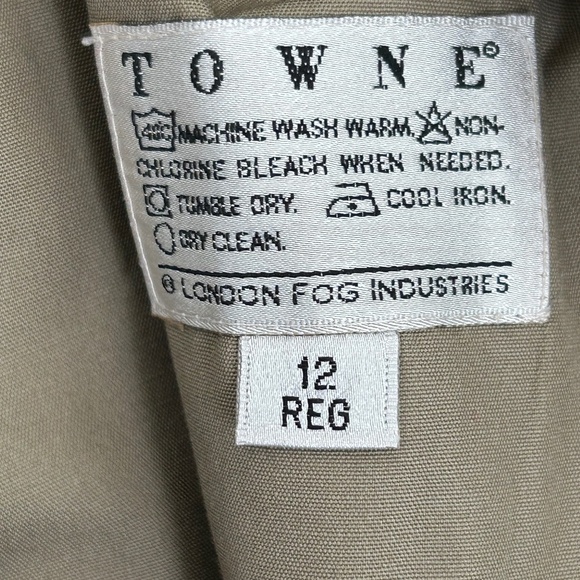 TOWNE®
40C MACHINE WASH WARM. NON-
CHLORINE BLEACH WHEN NEEDED.
TUMBLE DRY. COOL IRON.
DRY CLEAN.
® LONDON FOG INDUSTRIES
12
REG